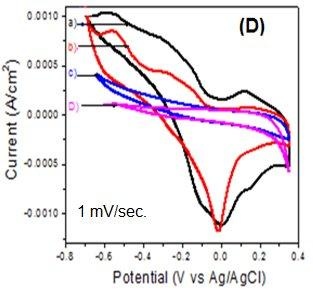 (D)
a)
b)
c)
D)
0.0010
0.0005
0.0000
-0.0005
-0.0010
Current (A/cm²)
1 mV/sec.
-0.8 -0.6 -0.4 -0.2 0.0 0.2 0.4
Potential (V vs Ag/AgCl)